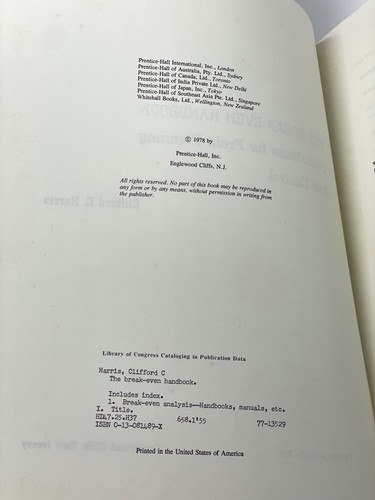 Prentice-Hall International, Inc., London
Prentice-Hall of Australia, Pty. Ltd., Sydney
Prentice-Hall of Canada, Ltd., Toronto
Prentice-Hall of India Private Ltd., New Delhi
Prentice-Hall of Japan, Inc., Tokyo
Prentice-Hall of Southeast Asia Pte. Ltd., Singapore
Whitehall Books, Ltd., Wellington, New Zealand
© 1978 by
Prentice-Hall, Inc.
Englewood Cliffs, N.J.
All rights reserved. No part of this book may be reproduced in
any form or by any means, without permission in writing from
the publisher.
Library of Congress Cataloging in Publication Data
Harris, Clifford C
The break-even handbook.
Includes index.
1. Break-even analysis—Handbooks, manuals, etc.
I. Title.
HD47.25.H37 658.1'55 77-13529
ISBN 0-13-081489-X
Printed in the United States of America